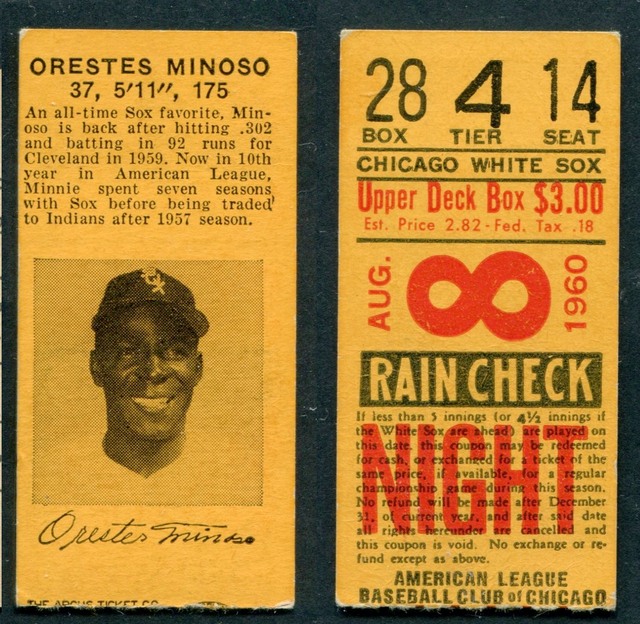 ORESTES MINOSO
37, 5'11", 175
An all-time Sox favorite, Min-
oso is back after hitting .302
and batting in 92 runs for
Cleveland in 1959. Now in 10th
year in American League,
Minnie spent seven seasons
with Sox before being traded
to Indians after 1957 season.
SOX
Orestes Minoso
THE ARCUS TICKET CO.
28 4 14
BOX TIER SEAT
CHICAGO WHITE SOX
Upper Deck Box $3.00
Est. Price 2.82 - Fed. Tax .18
AUG. 8 1960
RAIN CHECK
NIGHT
If less than 5 innings (or 4½ innings if
the White Sox are ahead) are played on
this date, this coupon may be redeemed
for cash, or exchanged for a ticket of the
same price, if available, for a regular
championship game during this season.
No refund will be made after December
31, of current year, and after said date
all rights hereunder are cancelled and
this coupon is void. No exchange or re-
fund except as above.
AMERICAN LEAGUE
BASEBALL CLUB of CHICAGO